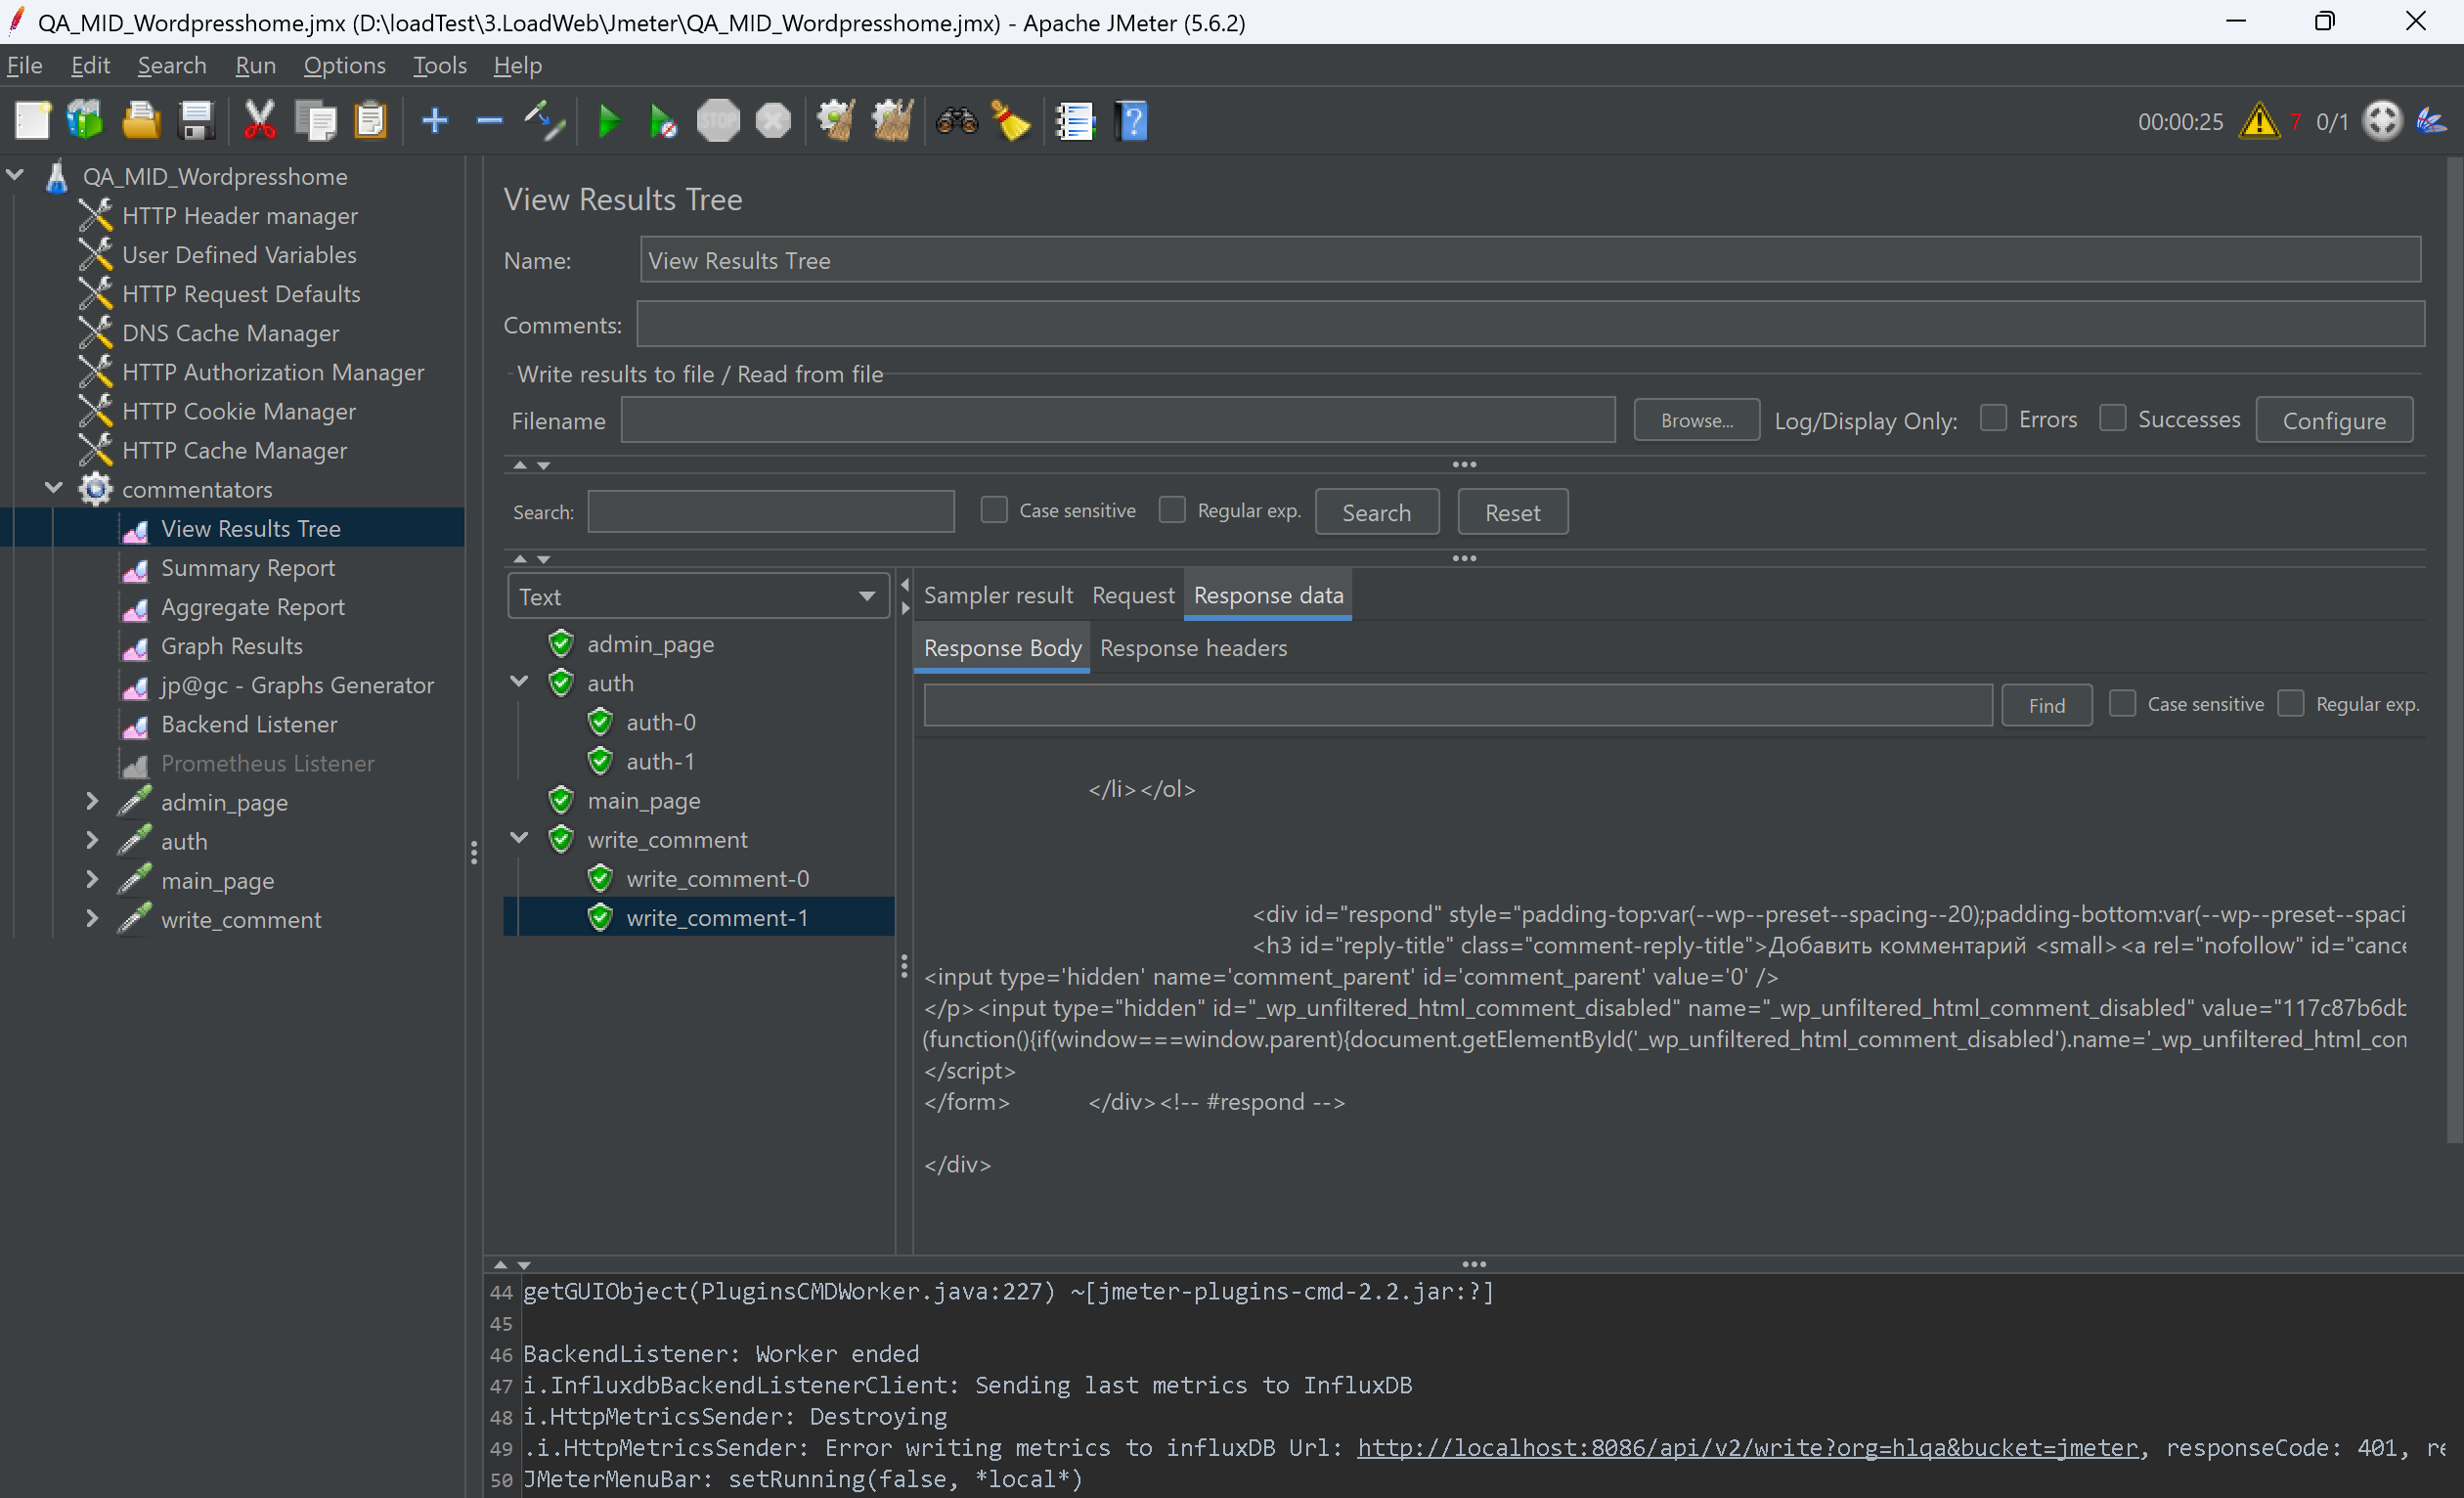 QA_MID_Wordpresshome.jmx (D:\loadTest\3.LoadWeb\Jmeter\QA_MID_Wordpresshome.jmx) - Apache JMeter (5.6.2)
File Edit Search Run Options Tools Help
STOP
00:00:25 7 0/1
QA_MID_Wordpresshome
HTTP Header manager
User Defined Variables
HTTP Request Defaults
DNS Cache Manager
HTTP Authorization Manager
HTTP Cookie Manager
HTTP Cache Manager
commentators
View Results Tree
Summary Report
Aggregate Report
Graph Results
jp@gc - Graphs Generator
Backend Listener
Prometheus Listener
admin_page
auth
main_page
write_comment
View Results Tree
Name: View Results Tree
Comments:
Write results to file / Read from file
Filename Browse... Log/Display Only: Errors Successes Configure
Search: Case sensitive Regular exp. Search Reset
Text
admin_page
auth
auth-0
auth-1
main_page
write_comment
write_comment-0
write_comment-1
Sampler result Request Response data
Response Body Response headers
Find Case sensitive Regular exp.
</li></ol>
<div id="respond" style="padding-top:var(--wp--preset--spacing--20);padding-bottom:var(--wp--preset--spaci
<h3 id="reply-title" class="comment-reply-title">Добавить комментарий <small><a rel="nofollow" id="cance
<input type='hidden' name='comment_parent' id='comment_parent' value='0' />
</p><input type="hidden" id="_wp_unfiltered_html_comment_disabled" name="_wp_unfiltered_html_comment_disabled" value="117c87b6db
(function(){if(window===window.parent){document.getElementById('_wp_unfiltered_html_comment_disabled').name='_wp_unfiltered_html_com
</script>
</form> </div><!-- #respond -->
</div>
44 getGUIObject(PluginsCMDWorker.java:227) ~[jmeter-plugins-cmd-2.2.jar:?]
45
46 BackendListener: Worker ended
47 i.InfluxdbBackendListenerClient: Sending last metrics to InfluxDB
48 i.HttpMetricsSender: Destroying
49 .i.HttpMetricsSender: Error writing metrics to influxDB Url: http://localhost:8086/api/v2/write?org=hlqa&bucket=jmeter, responseCode: 401, re
50 JMeterMenuBar: setRunning(false, *local*)